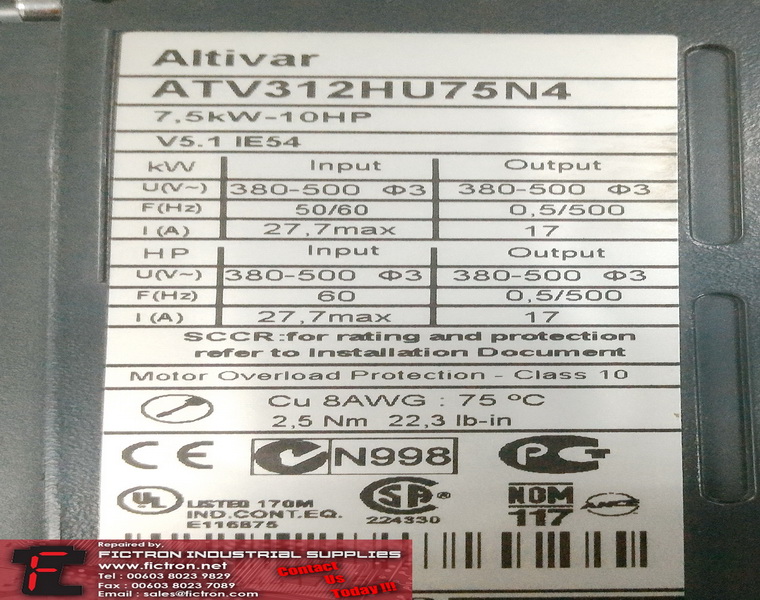 Altivar
ATV312HU75N4
7,5kW-10HP
V5.1 IE54
kW Input Output
U(V~) 380-500 Φ3 380-500 Φ3
F(Hz) 50/60 0,5/500
I(A) 27,7max 17
HP Input Output
U(V~) 380-500 Φ3 380-500 Φ3
F(Hz) 60 0,5/500
I(A) 27,7max 17
SCCR:for rating and protection
refer to Installation Document
Motor Overload Protection - Class 10
Cu 8AWG : 75 ºC
2,5 Nm 22,3 lb-in
CE N998 PCT
UL LISTED 170M
IND.CONT.EQ.
E116875
SA ®
224330
NOM
117
ANCE
Repaired by:
FICTRON INDUSTRIAL SUPPLIES
www.fictron.net
Tel : 00603 8023 9829
Fax : 00603 8023 7089
Email : sales@fictron.com
Contact
Us
Today !!!